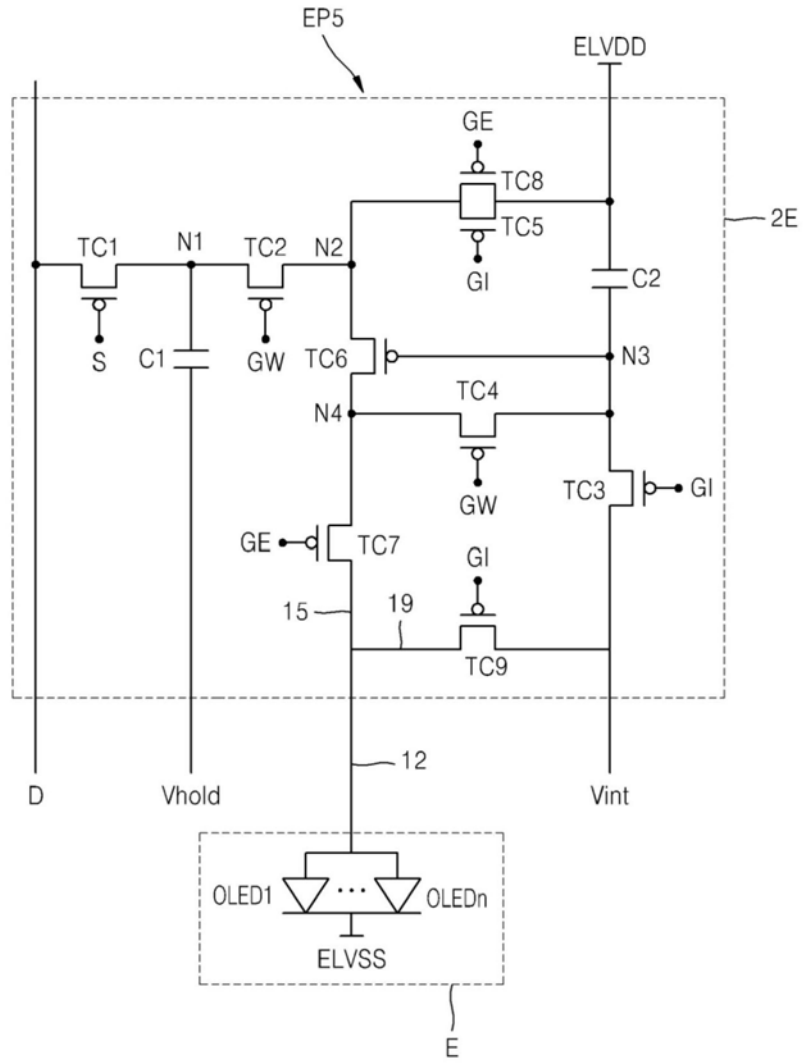 EP5
ELVDD
GE
TC8
2E
TC1
N1
TC2
N2
TC5
GI
C2
S
C1
GW
TC6
N3
TC4
N4
GW
TC3
GI
GE
TC7
GI
15
19
TC9
12
D
Vhold
Vint
OLED1
OLEDn
ELVSS
E